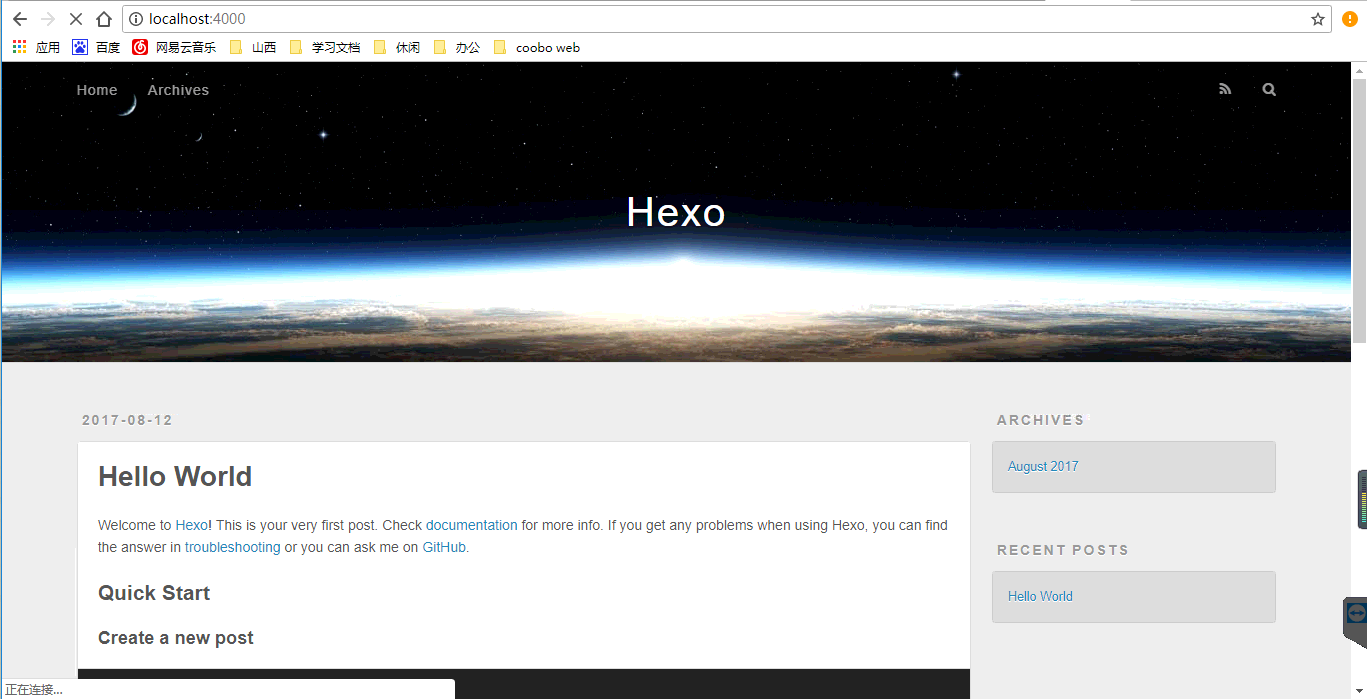 localhost:4000
应用 百度 网易云音乐 山西 学习文档 休闲 办公 coobo web
Home Archives
Hexo
2017-08-12
Hello World
Welcome to Hexo! This is your very first post. Check documentation for more info. If you get any problems when using Hexo, you can find
the answer in troubleshooting or you can ask me on GitHub.
Quick Start
Create a new post
ARCHIVES
August 2017
RECENT POSTS
Hello World
正在连接...